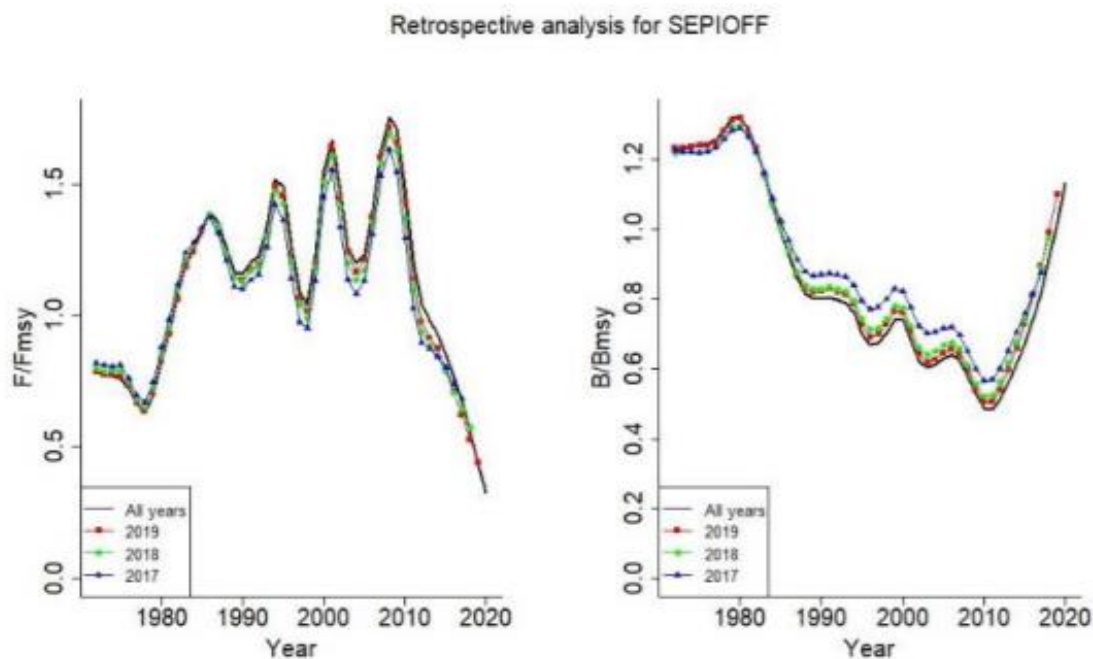 Retrospective analysis for SEPIOFF
F/Fmsy
1.5
1.0
0.5
0.0
All years
2019
2018
2017
1980 1990 2000 2010 2020
Year
B/Bmsy
1.2
1.0
0.8
0.6
0.4
0.2
0.0
All years
2019
2018
2017
1980 1990 2000 2010 2020
Year